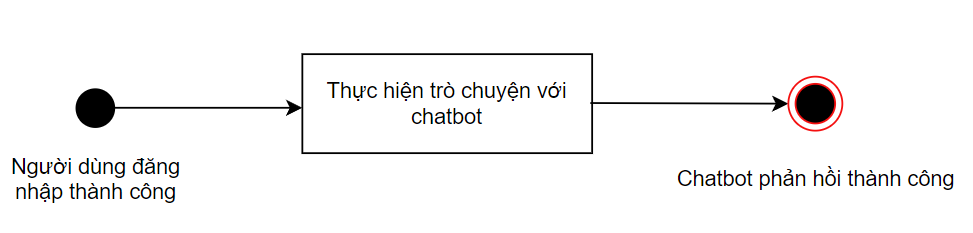 Thực hiện trò chuyện với
chatbot
Người dùng đăng
nhập thành công
Chatbot phản hồi thành công